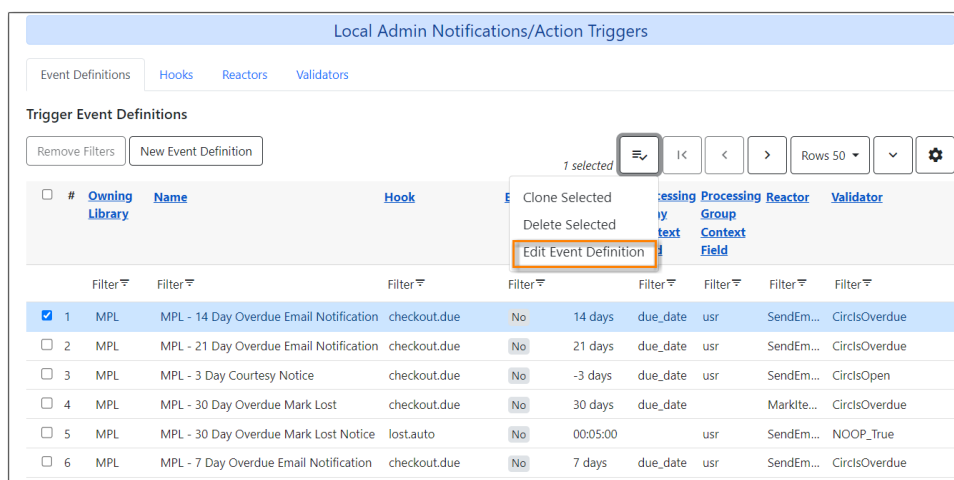 Local Admin Notifications/Action Triggers
Event Definitions Hooks Reactors Validators
Trigger Event Definitions
Remove Filters New Event Definition 1 selected Rows 50
Clone Selected
Delete Selected
Edit Event Definition
# Owning Library Name Hook Processing Group Context Field Reactor Validator
Filter Filter Filter Filter Filter Filter Filter Filter
1 MPL MPL - 14 Day Overdue Email Notification checkout.due No 14 days due_date usr SendEm... CircIsOverdue
2 MPL MPL - 21 Day Overdue Email Notification checkout.due No 21 days due_date usr SendEm... CircIsOverdue
3 MPL MPL - 3 Day Courtesy Notice checkout.due No -3 days due_date usr SendEm... CircIsOpen
4 MPL MPL - 30 Day Overdue Mark Lost checkout.due No 30 days due_date MarkIte... CircIsOverdue
5 MPL MPL - 30 Day Overdue Mark Lost Notice lost.auto No 00:05:00 usr SendEm... NOOP_True
6 MPL MPL - 7 Day Overdue Email Notification checkout.due No 7 days due_date usr SendEm... CircIsOverdue